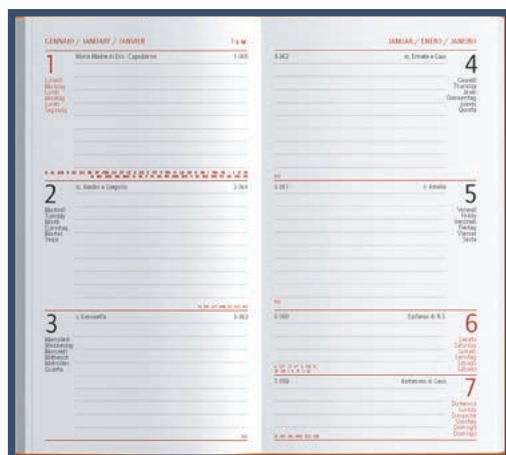 GENNAIO / JANUARY / JANVIER
1
Maria Madre di Dio - Capodanno
1-365
Lunedì
Monday
Lundi
Montag
Lunes
Segunda
2
ss. Basilio e Gregorio
2-364
Martedì
Tuesday
Mardi
Dienstag
Martes
Terça
3
s. Genoveffa
3-363
Mercoledì
Wednesday
Mercredi
Mittwoch
Miércoles
Quarta
JANUAR / ENERO / JANEIRO
4-362
4
Giovedì
Thursday
Jeudi
Donnerstag
Jueves
Quinta
5-361
s. Amelia
5
Venerdì
Friday
Vendredi
Freitag
Viernes
Sexta
6-360
Epifania di N.S.
6
Sabato
Saturday
Samedi
Samstag
Sábado
Sábado
7-359
Battesimo di Gesù
7
Domenica
Sunday
Dimanche
Sonntag
Domingo
Domingo